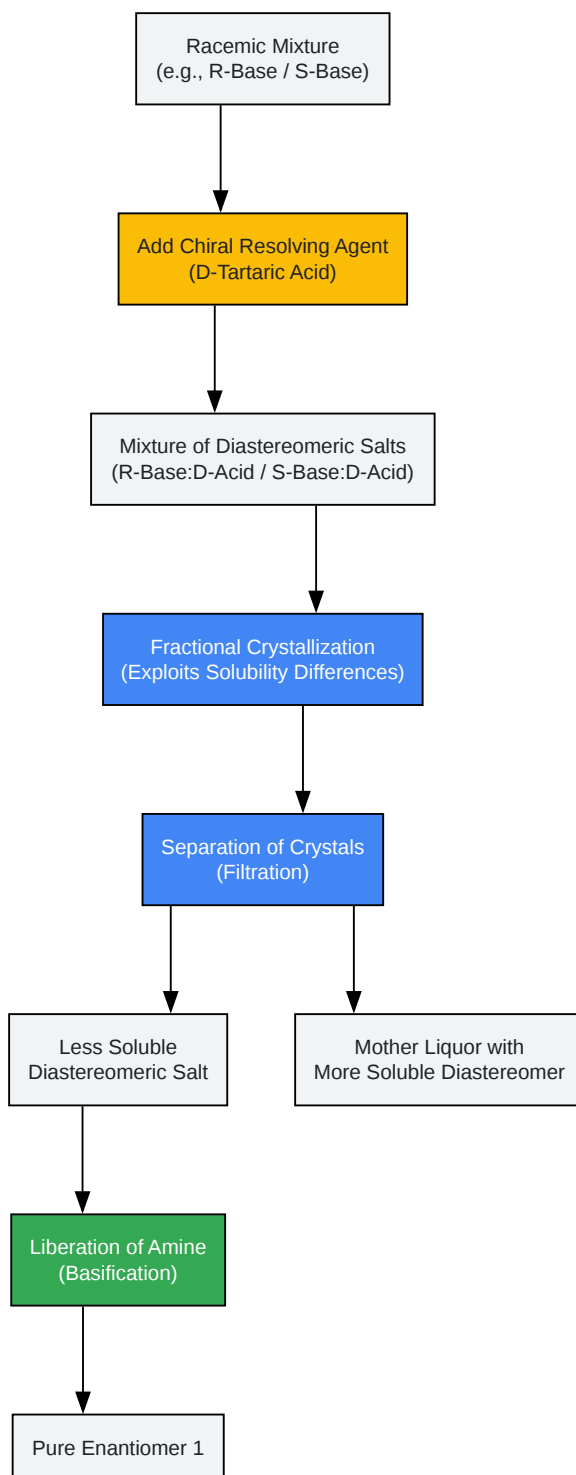 Racemic Mixture
(e.g., R-Base / S-Base)
Add Chiral Resolving Agent
(D-Tartaric Acid)
Mixture of Diastereomeric Salts
(R-Base:D-Acid / S-Base:D-Acid)
Fractional Crystallization
(Exploits Solubility Differences)
Separation of Crystals
(Filtration)
Less Soluble
Diastereomeric Salt
Mother Liquor with
More Soluble Diastereomer
Liberation of Amine
(Basification)
Pure Enantiomer 1